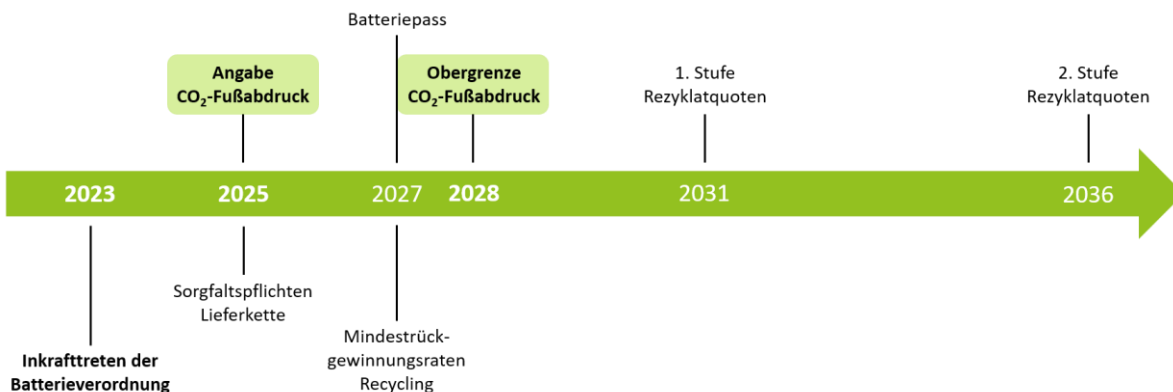 Batteriepass
Angabe
CO₂-Fußabdruck
Obergrenze
CO₂-Fußabdruck
1. Stufe
Rezyklatquoten
2. Stufe
Rezyklatquoten
2023
2025
2027
2028
2031
2036
Sorgfaltspflichten
Lieferkette
Inkrafttreten der
Batterieverordnung
Mindestrück-
gewinnungsraten
Recycling